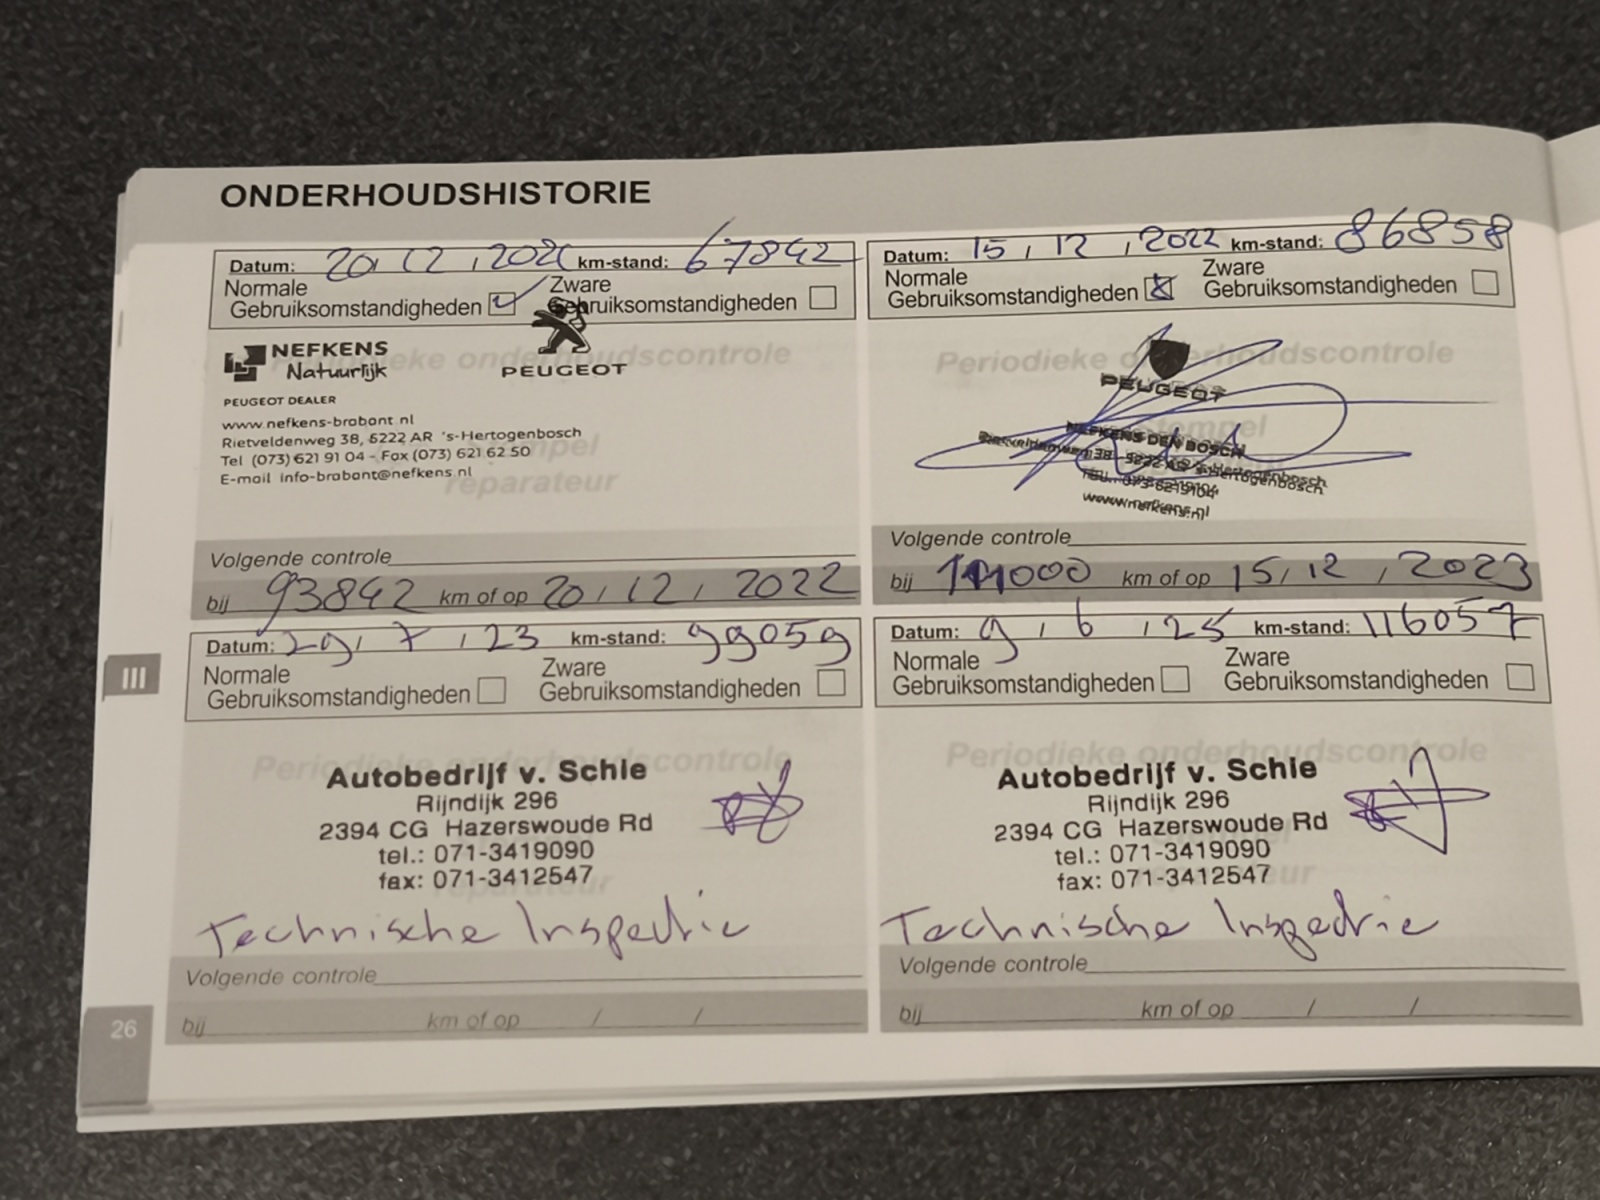 ONDERHOUDSHISTORIE
Datum: 20, 12, 2021 km-stand: 67842
Normale Gebruiksomstandigheden
Zware Gebruiksomstandigheden
NEFKENS
Natuurlijk
PEUGEOT
PEUGEOT DEALER
www.nefkens-brabant.nl
Rietveldenweg 38, 5222 AR 's-Hertogenbosch
Tel (073) 621 91 04 - Fax (073) 621 62 50
E-mail info-brabant@nefkens.nl
Volgende controle
bij 93842 km of op 20, 12, 2022
Datum: 15, 12, 2022 km-stand: 86858
Normale Gebruiksomstandigheden
Zware Gebruiksomstandigheden
Periodieke onderhoudscontrole
PEUGEOT
NEFKENS DEN BOSCH
Rietveldenweg 38 5222 AR 's-Hertogenbosch
www.nefkens.nl
Volgende controle
bij 111000 km of op 15, 12, 2023
Datum: 29, 7, 23 km-stand: 99059
Normale Gebruiksomstandigheden
Zware Gebruiksomstandigheden
Autobedrijf v. Schie
Rijndijk 296
2394 CG Hazerswoude Rd
tel.: 071-3419090
fax: 071-3412547
Technische Inspectie
Volgende controle
bij km of op / /
Datum: 9, 6, 25 km-stand: 116057
Normale Gebruiksomstandigheden
Zware Gebruiksomstandigheden
Periodieke onderhoudscontrole
Autobedrijf v. Schie
Rijndijk 296
2394 CG Hazerswoude Rd
tel.: 071-3419090
fax: 071-3412547
Technische Inspectie
Volgende controle
bij km of op / /
III
26